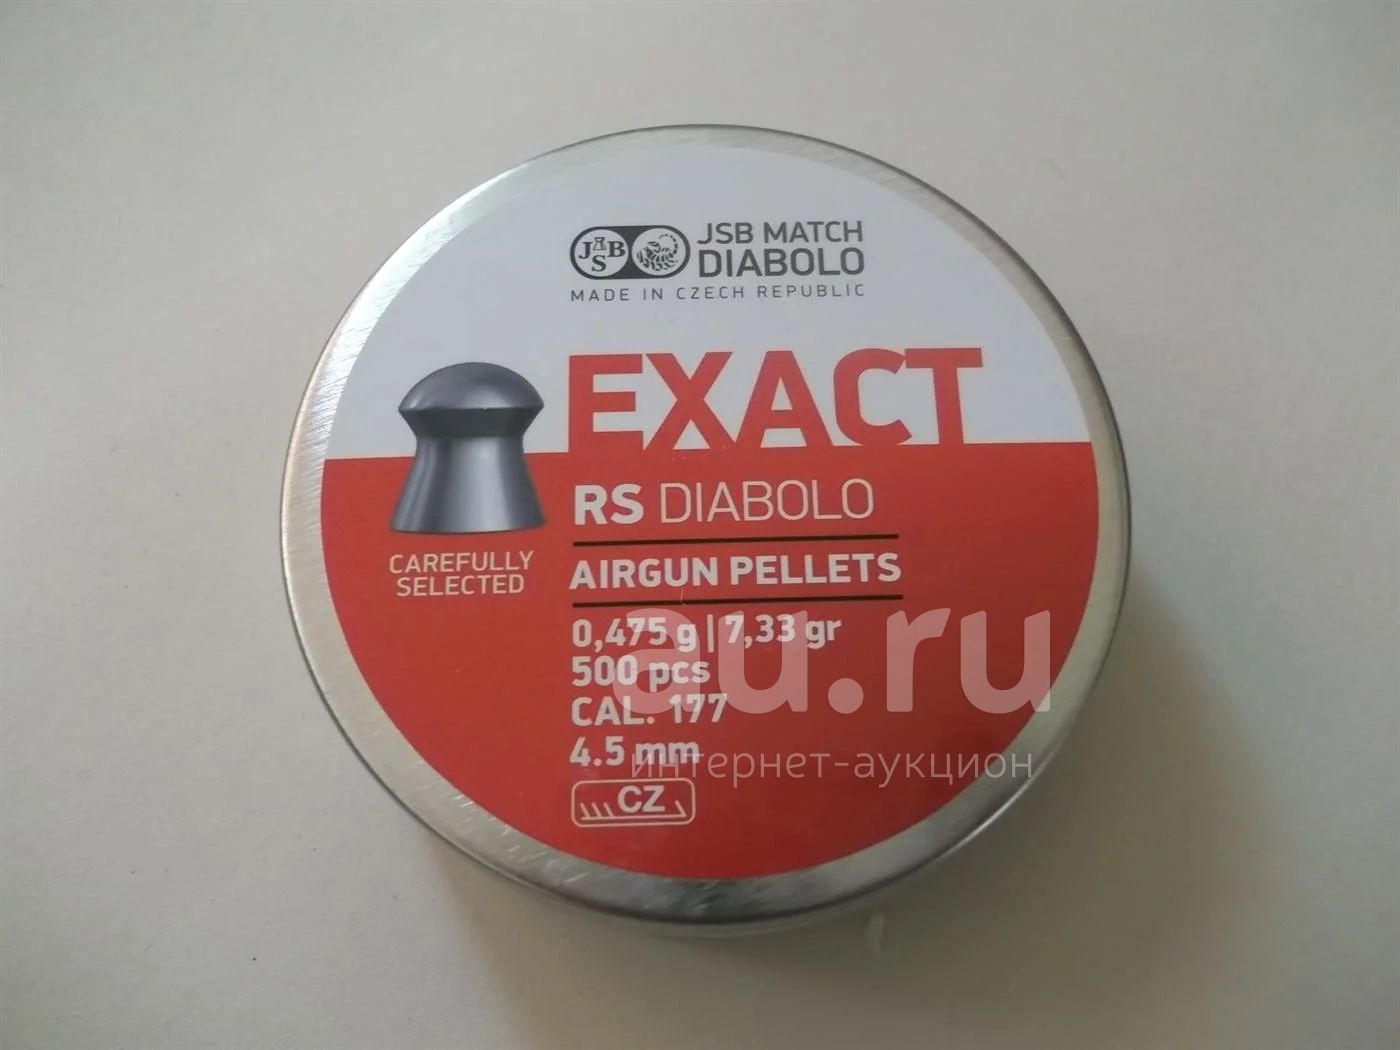 JSB
JSB MATCH
DIABOLO
MADE IN CZECH REPUBLIC
EXACT
RS DIABOLO
AIRGUN PELLETS
CAREFULLY
SELECTED
0,475 g | 7,33 gr
500 pcs
CAL. 177
4.5 mm
CZ
au.ru
интернет-аукцион